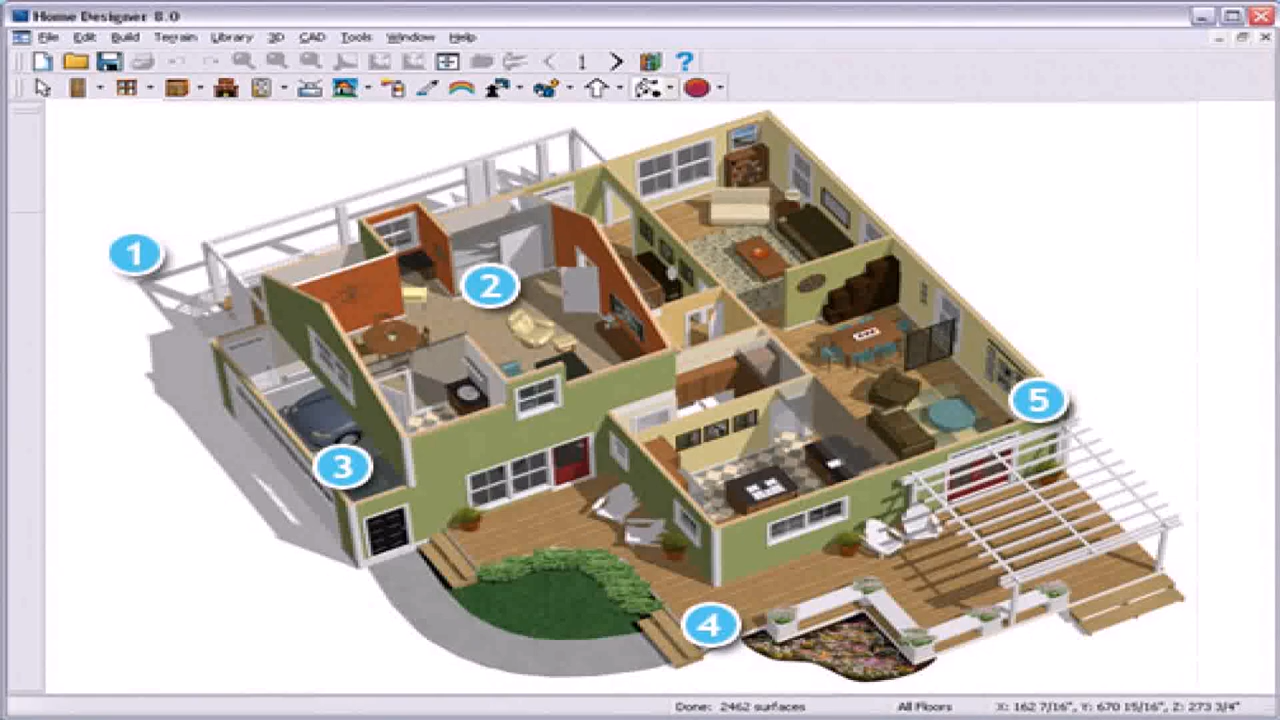 Home Designer 8.0
File Edit Build Terrain Library 3D CAD Tools Window Help
1 ?
1
2
3
4
5
Done: 2462 surfaces All Floors X: 162 7/16", Y: 670 15/16", Z: 273 3/4"